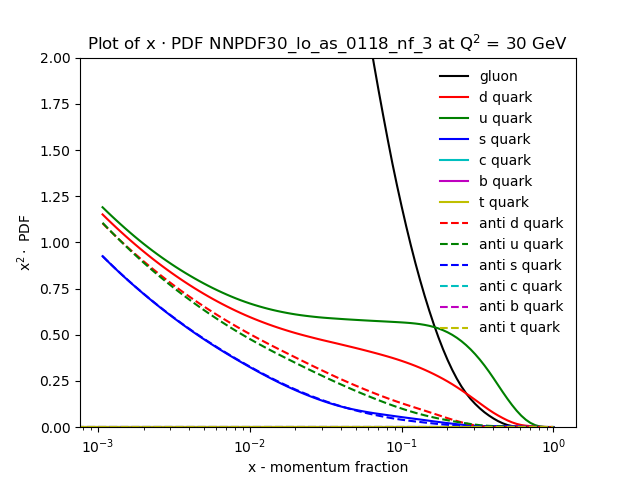 Plot of x · PDF NNPDF30_lo_as_0118_nf_3 at Q² = 30 GeV
2.00
1.75
1.50
1.25
1.00
0.75
0.50
0.25
0.00
x²· PDF
gluon
d quark
u quark
s quark
c quark
b quark
t quark
anti d quark
anti u quark
anti s quark
anti c quark
anti b quark
anti t quark
10⁻³ 10⁻² 10⁻¹ 10⁰
x - momentum fraction